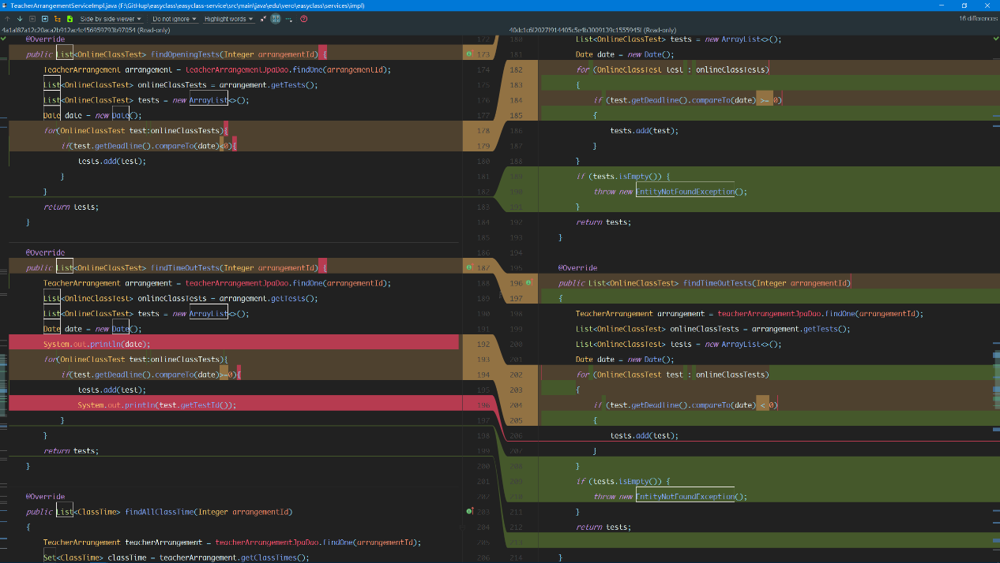 TeacherArrangementServiceImpl.java (F:\GitHup\easyclass\easyclass-service\src\main\java\edu\vero\easyclass\services\impl)
Side by side viewer
Do not ignore
Highlight words
16 differences
(Read-only)
(Read-only)
@Override
173 public List<OnlineClassTest> findOpeningTests(Integer arrangementId) {
174 TeacherArrangement arrangement = teacherArrangementJpaDao.findOne(arrangementId);
175 List<OnlineClassTest> onlineClassTests = arrangement.getTests();
176 List<OnlineClassTest> tests = new ArrayList<>();
177 Date date = new Date();
178 for(OnlineClassTest test:onlineClassTests){
179 if(test.getDeadline().compareTo(date)<0){
180 tests.add(test);
181 }
182 }
183 return tests;
184 }
185
186 @Override
187 public List<OnlineClassTest> findTimeOutTests(Integer arrangementId) {
188 TeacherArrangement arrangement = teacherArrangementJpaDao.findOne(arrangementId);
189 List<OnlineClassTest> onlineClassTests = arrangement.getTests();
190 List<OnlineClassTest> tests = new ArrayList<>();
191 Date date = new Date();
192 System.out.println(date);
193 for(OnlineClassTest test:onlineClassTests){
194 if(test.getDeadline().compareTo(date)>=0){
195 tests.add(test);
196 System.out.println(test.getTestId());
197 }
198 }
199 return tests;
200 }
201
202 @Override
203 public List<ClassTime> findAllClassTime(Integer arrangementId)
204 {
205 TeacherArrangement teacherArrangement = teacherArrangementJpaDao.findOne(arrangementId);
206 Set<ClassTime> classTime = teacherArrangement.getClassTimes();
180 List<OnlineClassTest> tests = new ArrayList<>();
181 Date date = new Date();
182 for (OnlineClassTest test : onlineClassTests)
183 {
184 if (test.getDeadline().compareTo(date) >= 0)
185 {
186 tests.add(test);
187 }
188 }
189 if (tests.isEmpty()) {
190 throw new EntityNotFoundException();
191 }
192 return tests;
193 }
194
195 @Override
196 public List<OnlineClassTest> findTimeOutTests(Integer arrangementId)
197 {
198 TeacherArrangement arrangement = teacherArrangementJpaDao.findOne(arrangementId);
199 List<OnlineClassTest> onlineClassTests = arrangement.getTests();
200 List<OnlineClassTest> tests = new ArrayList<>();
201 Date date = new Date();
202 for (OnlineClassTest test : onlineClassTests)
203 {
204 if (test.getDeadline().compareTo(date) < 0)
205 {
206 tests.add(test);
207 }
208 }
209 if (tests.isEmpty()) {
210 throw new EntityNotFoundException();
211 }
212 return tests;
213
214 }